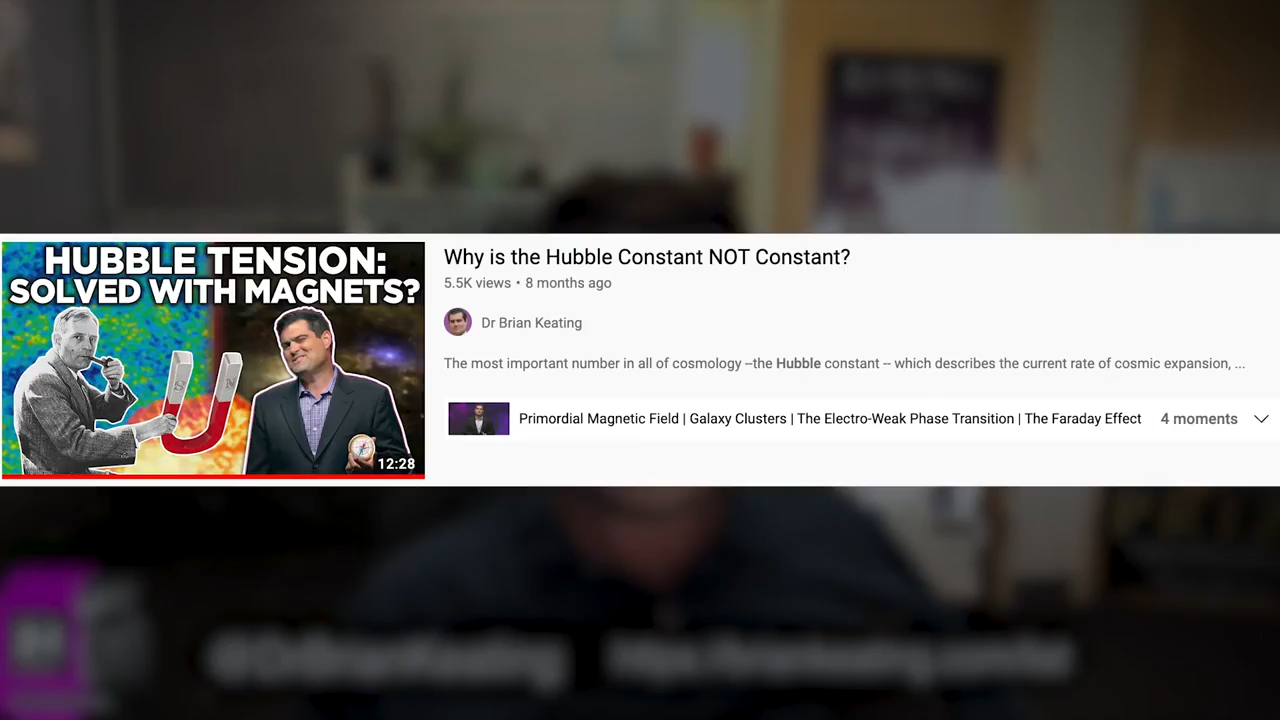 HUBBLE TENSION:
SOLVED WITH MAGNETS?
S N
12:28
Why is the Hubble Constant NOT Constant?
5.5K views • 8 months ago
Dr Brian Keating
The most important number in all of cosmology --the Hubble constant -- which describes the current rate of cosmic expansion, ...
Primordial Magnetic Field | Galaxy Clusters | The Electro-Weak Phase Transition | The Faraday Effect 4 moments